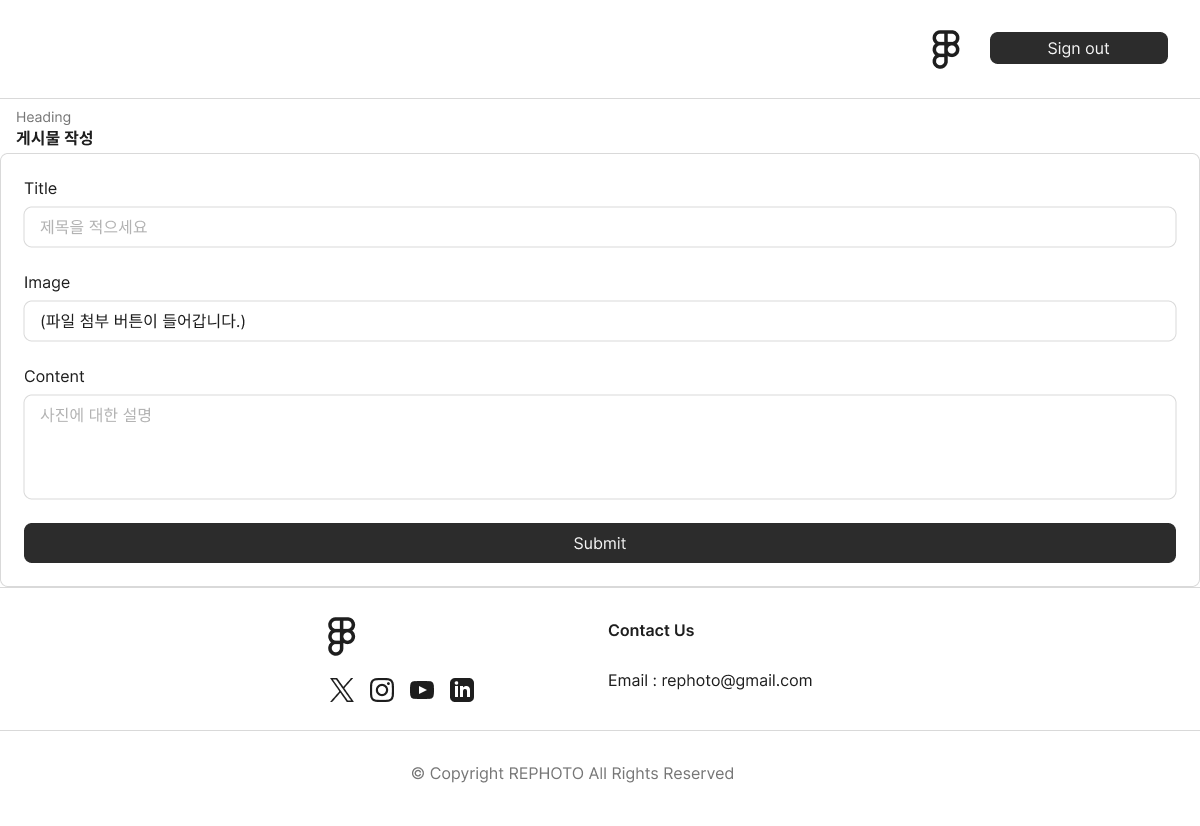 Sign out
Heading
게시물 작성
Title
제목을 적으세요
Image
(파일 첨부 버튼이 들어갑니다.)
Content
사진에 대한 설명
Submit
Contact Us
Email : rephoto@gmail.com
© Copyright REPHOTO All Rights Reserved